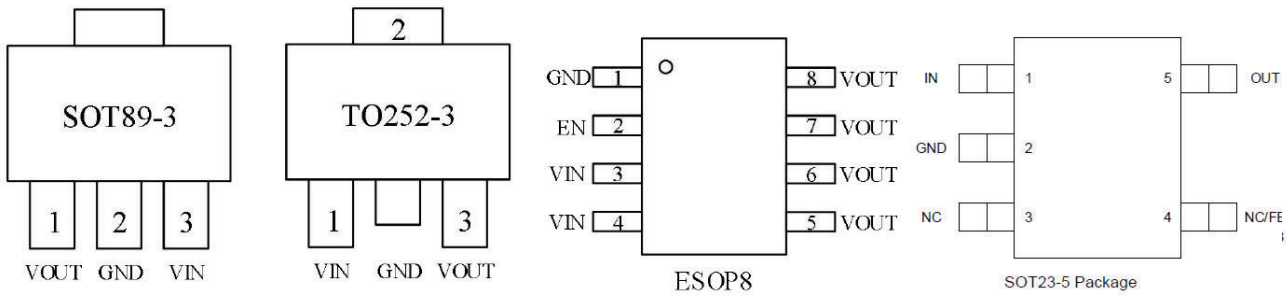 SOT89-3
1 2 3
VOUT GND VIN
2
TO252-3
1 3
VIN GND VOUT
GND 1 8 VOUT
EN 2 7 VOUT
VIN 3 6 VOUT
VIN 4 5 VOUT
ESOP8
IN 1 5 OUT
GND 2
NC 3 4 NC/FE
SOT23-5 Package